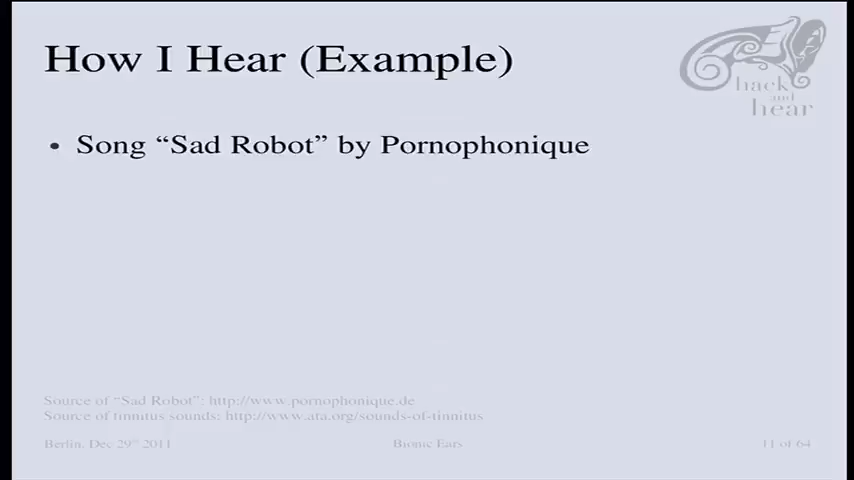 How I Hear (Example)
hack
and
hear
• Song “Sad Robot” by Pornophonique
Source of “Sad Robot”: http://www.pornophonique.de
Source of tinnitus sounds: http://www.ata.org/sounds-of-tinnitus
Berlin, Dec 29th 2011 Bionic Ears 11 of 64